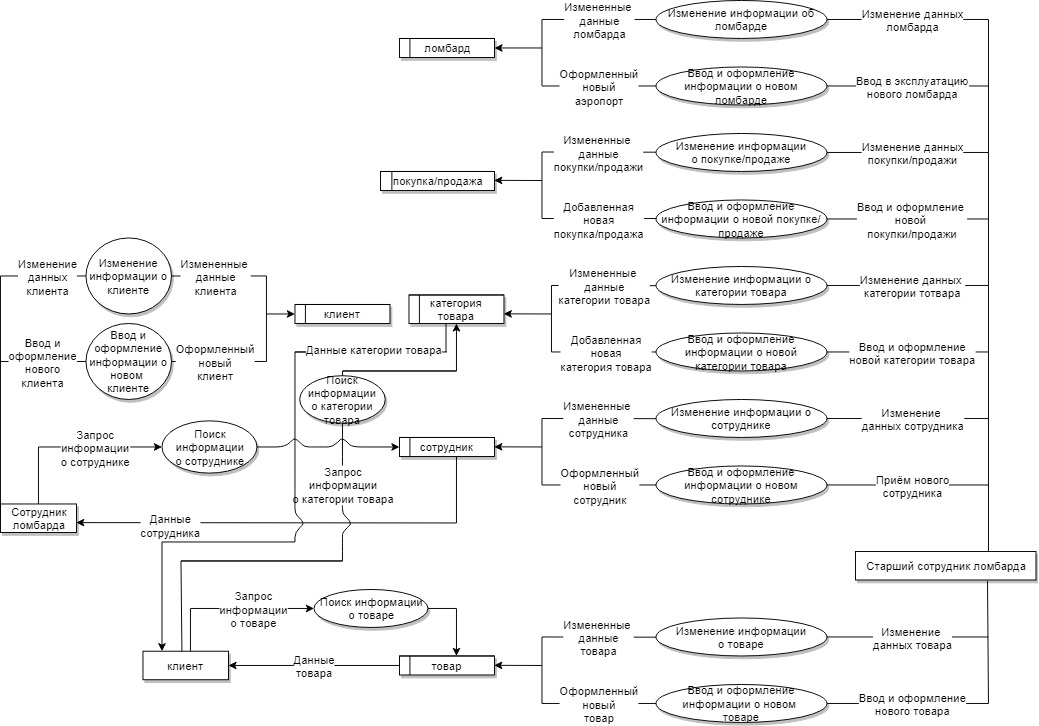 Измененные
данные
ломбарда
Изменение информации об
ломбарде
Изменение данных
ломбарда
ломбард
Оформленный
новый
аэропорт
Ввод и оформление
информации о новом
ломбарде
Ввод в эксплуатацию
нового ломбарда
Измененные
данные
покупки/продажи
Изменение информации
о покупке/продаже
Изменение данных
покупки/продажи
покупка/продажа
Добавленная
новая
покупка/продажа
Ввод и оформление
информации о новой покупке/
продаже
Ввод и оформление
новой
покупки/продажи
Изменение
данных
клиента
Изменение
информации о
клиенте
Измененные
данные
клиента
клиент
Ввод и
оформление
нового
клиента
Ввод и
оформление
информации о
новом
клиенте
Оформленный
новый
клиент
категория
товара
Измененные
данные
категории товара
Изменение информации о
категории товара
Изменение данных
категории тотвара
Данные категории товара
Добавленная
новая
категория товара
Ввод и оформление
информации о новой
категории товара
Ввод и оформление
новой категории товара
Поиск
информации
о категории
товара
Запрос
информации
о сотруднике
Поиск
информации
о сотруднике
сотрудник
Измененные
данные
сотрудника
Изменение информации о
сотруднике
Изменение
данных сотрудника
Запрос
информации
о категории товара
Оформленный
новый
сотрудник
Ввод и оформление
информации о новом
сотруднике
Приём нового
сотрудника
Сотрудник
ломбарда
Данные
сотрудника
Старший сотрудник ломбарда
Запрос
информации
о товаре
Поиск информации
о товаре
клиент
Данные
товара
товар
Измененные
данные
товара
Изменение информации
о товаре
Изменение
данных товара
Оформленный
новый
товар
Ввод и оформление
информации о новом
товаре
Ввод и оформление
нового товара